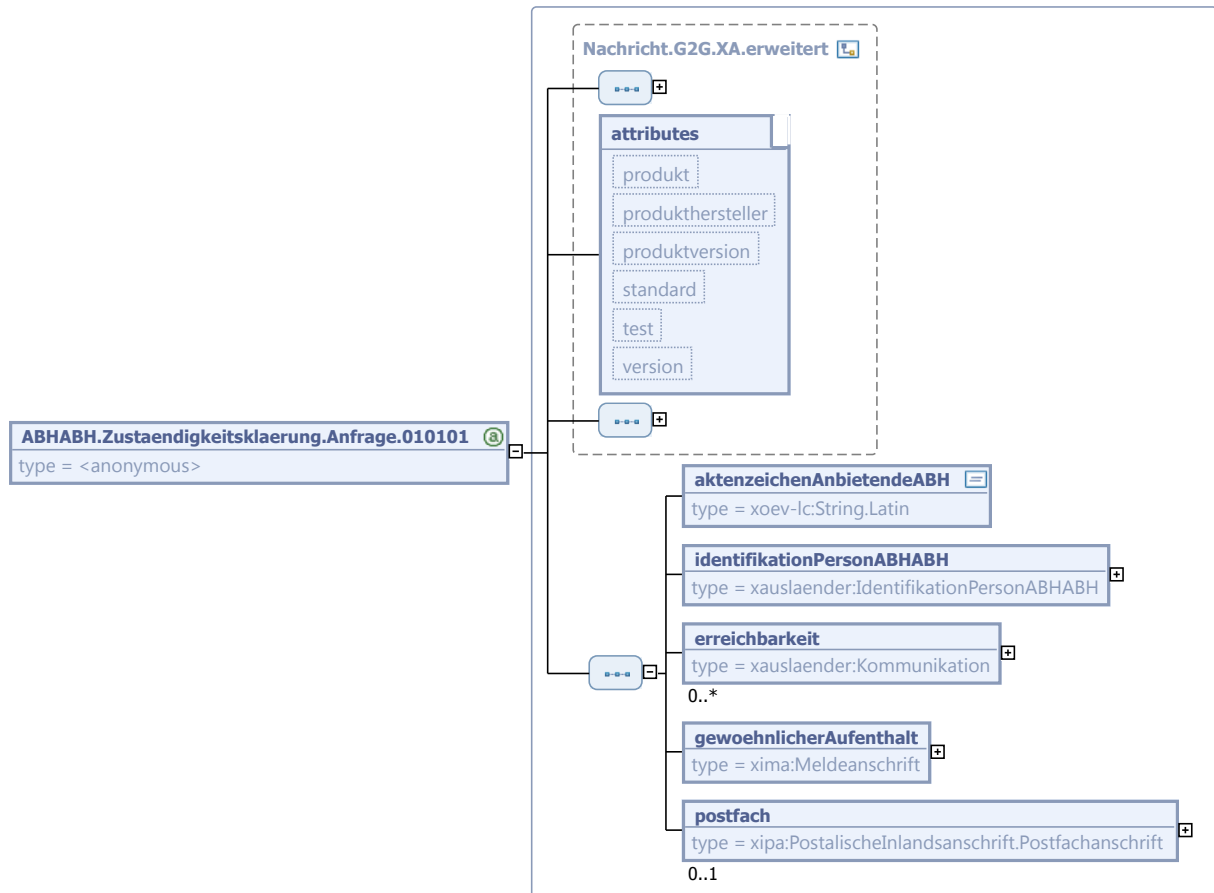 Nachricht.G2G.XA.erweitert
attributes
produkt
produkthersteller
produktversion
standard
test
version
ABHABH.Zustaendigkeitsklaerung.Anfrage.010101 a
type = <anonymous>
aktenzeichenAnbietendeABH
type = xoev-lc:String.Latin
identifikationPersonABHABH
type = xauslaender:IdentifikationPersonABHABH
erreichbarkeit
type = xauslaender:Kommunikation
0..*
gewoehnlicherAufenthalt
type = xima:Meldeanschrift
postfach
type = xipa:PostalischeInlandsanschrift.Postfachanschrift
0..1